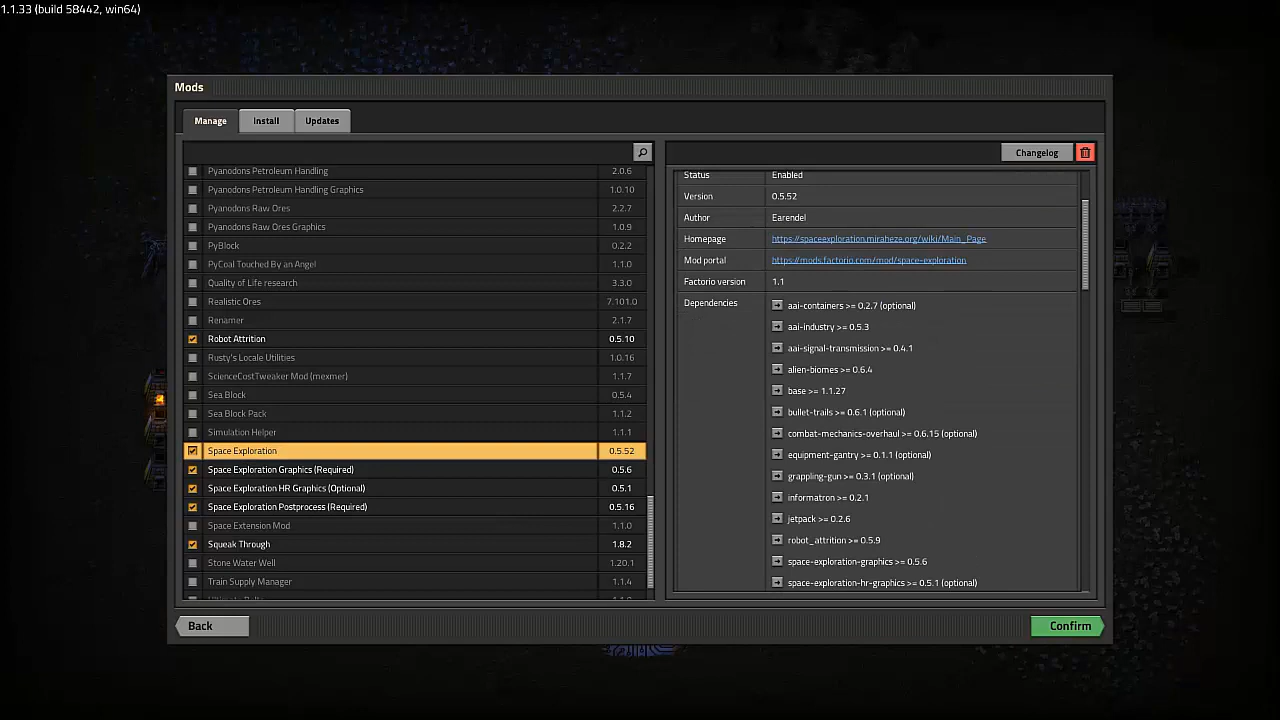 1.1.33 (build 58442, win64)
Mods
Manage Install Updates
Changelog
Pyanodons Petroleum Handling 2.0.6
Pyanodons Petroleum Handling Graphics 1.0.10
Pyanodons Raw Ores 2.2.7
Pyanodons Raw Ores Graphics 1.0.9
PyBlock 0.2.2
PyCoal Touched By an Angel 1.1.0
Quality of Life research 3.3.0
Realistic Ores 7.101.0
Renamer 2.1.7
Robot Attrition 0.5.10
Rusty's Locale Utilities 1.0.16
ScienceCostTweaker Mod (mexmer) 1.1.7
Sea Block 0.5.4
Sea Block Pack 1.1.2
Simulation Helper 1.1.1
Space Exploration 0.5.52
Space Exploration Graphics (Required) 0.5.6
Space Exploration HR Graphics (Optional) 0.5.1
Space Exploration Postprocess (Required) 0.5.16
Space Extension Mod 1.1.0
Squeak Through 1.8.2
Stone Water Well 1.20.1
Train Supply Manager 1.1.4
Status Enabled
Version 0.5.52
Author Earendel
Homepage https://spaceexploration.miraheze.org/wiki/Main_Page
Mod portal https://mods.factorio.com/mod/space-exploration
Factorio version 1.1
Dependencies aai-containers >= 0.2.7 (optional)
aai-industry >= 0.5.3
aai-signal-transmission >= 0.4.1
alien-biomes >= 0.6.4
base >= 1.1.27
bullet-trails >= 0.6.1 (optional)
combat-mechanics-overhaul >= 0.6.15 (optional)
equipment-gantry >= 0.1.1 (optional)
grappling-gun >= 0.3.1 (optional)
informatron >= 0.2.1
jetpack >= 0.2.6
robot_attrition >= 0.5.9
space-exploration-graphics >= 0.5.6
space-exploration-hr-graphics >= 0.5.1 (optional)
Back
Confirm